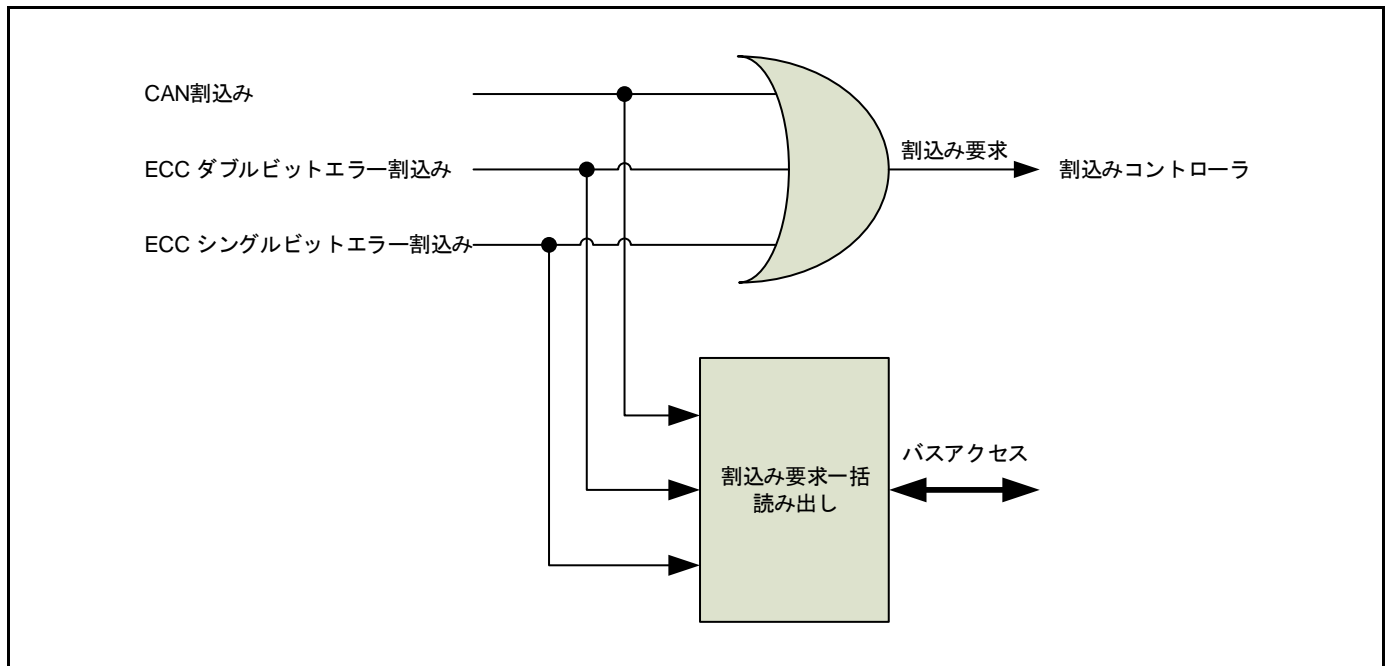 CAN割込み
ECC ダブルビットエラー割込み
ECC シングルビットエラー割込み
割込み要求
割込みコントローラ
割込み要求一括
読み出し
バスアクセス